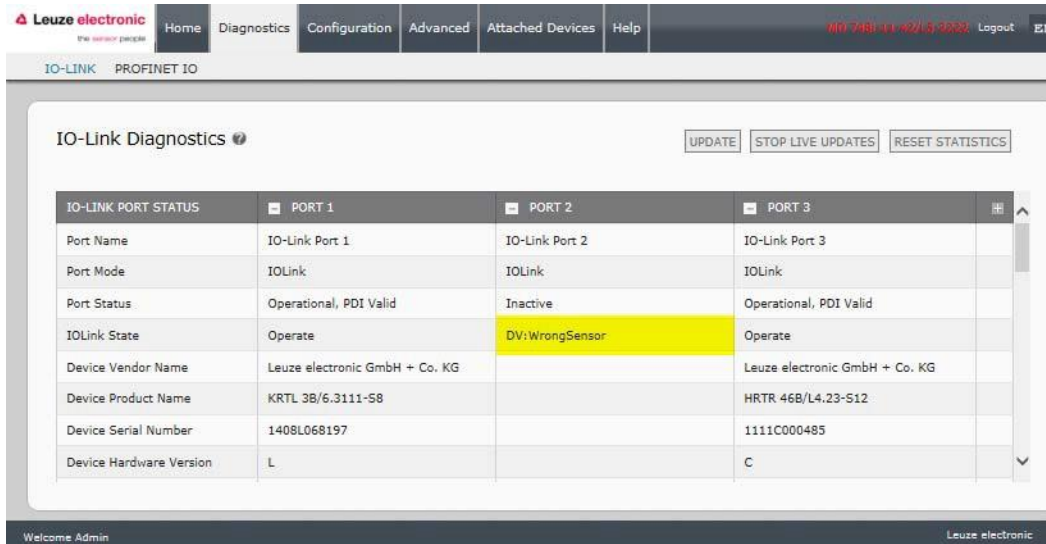 Leuze electronic
the sensor people
Home Diagnostics Configuration Advanced Attached Devices Help Logout
IO-LINK PROFINET IO
IO-Link Diagnostics ?
UPDATE STOP LIVE UPDATES RESET STATISTICS
IO-LINK PORT STATUS PORT 1 PORT 2 PORT 3
Port Name IO-Link Port 1 IO-Link Port 2 IO-Link Port 3
Port Mode IOLink IOLink IOLink
Port Status Operational, PDI Valid Inactive Operational, PDI Valid
IOLink State Operate DV:WrongSensor Operate
Device Vendor Name Leuze electronic GmbH + Co. KG Leuze electronic GmbH + Co. KG
Device Product Name KRTL 3B/6.3111-S8 HRTR 46B/L4.23-S12
Device Serial Number 1408L068197 1111C000485
Device Hardware Version L C
Welcome Admin Leuze electronic